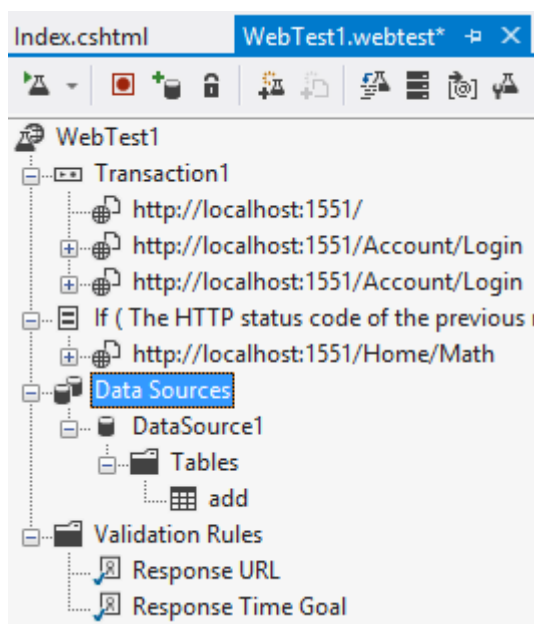 Index.cshtml WebTest1.webtest*
WebTest1
Transaction1
http://localhost:1551/
http://localhost:1551/Account/Login
http://localhost:1551/Account/Login
If ( The HTTP status code of the previous
http://localhost:1551/Home/Math
Data Sources
DataSource1
Tables
add
Validation Rules
Response URL
Response Time Goal